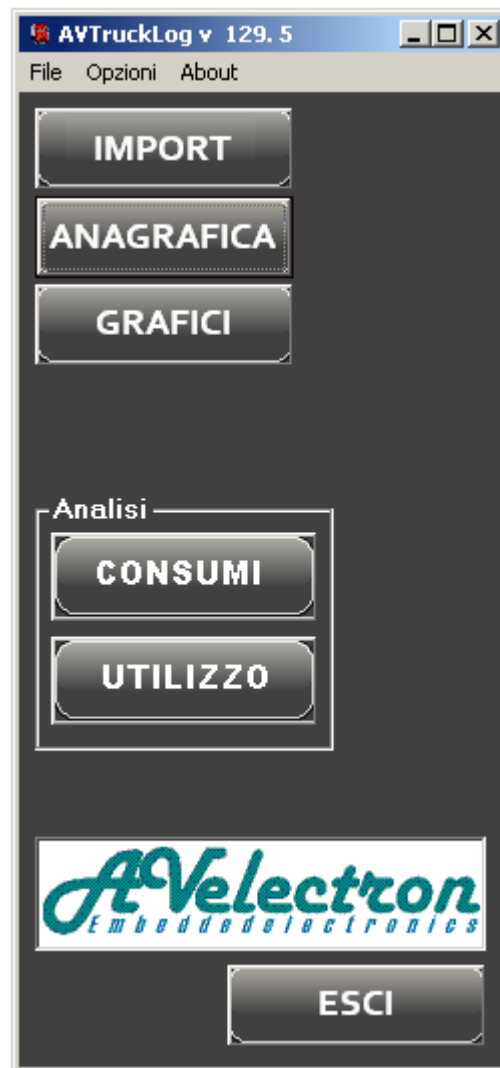 AVTruckLog v 129. 5
File Opzioni About
IMPORT
ANAGRAFICA
GRAFICI
Analisi
CONSUMI
UTILIZZO
AVelectron
Embeddedelectronics
ESCI